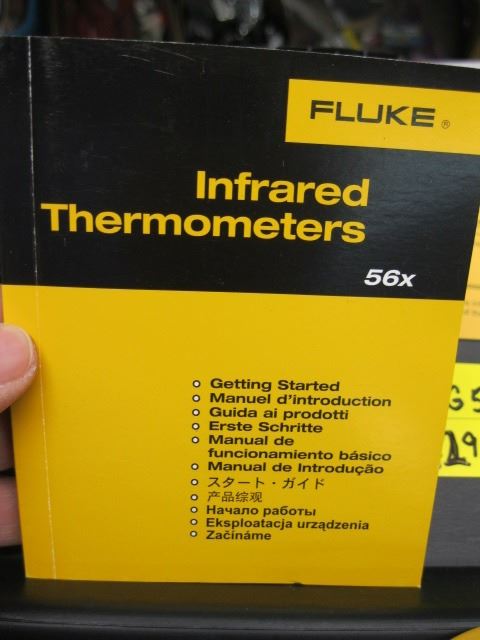 FLUKE ®
Infrared
Thermometers
56x
Getting Started
Manuel d'introduction
Guida ai prodotti
Erste Schritte
Manual de
funcionamiento básico
Manual de Introdução
スタート・ガイド
产品综观
Начало работы
Eksploatacja urządzenia
Začínáme